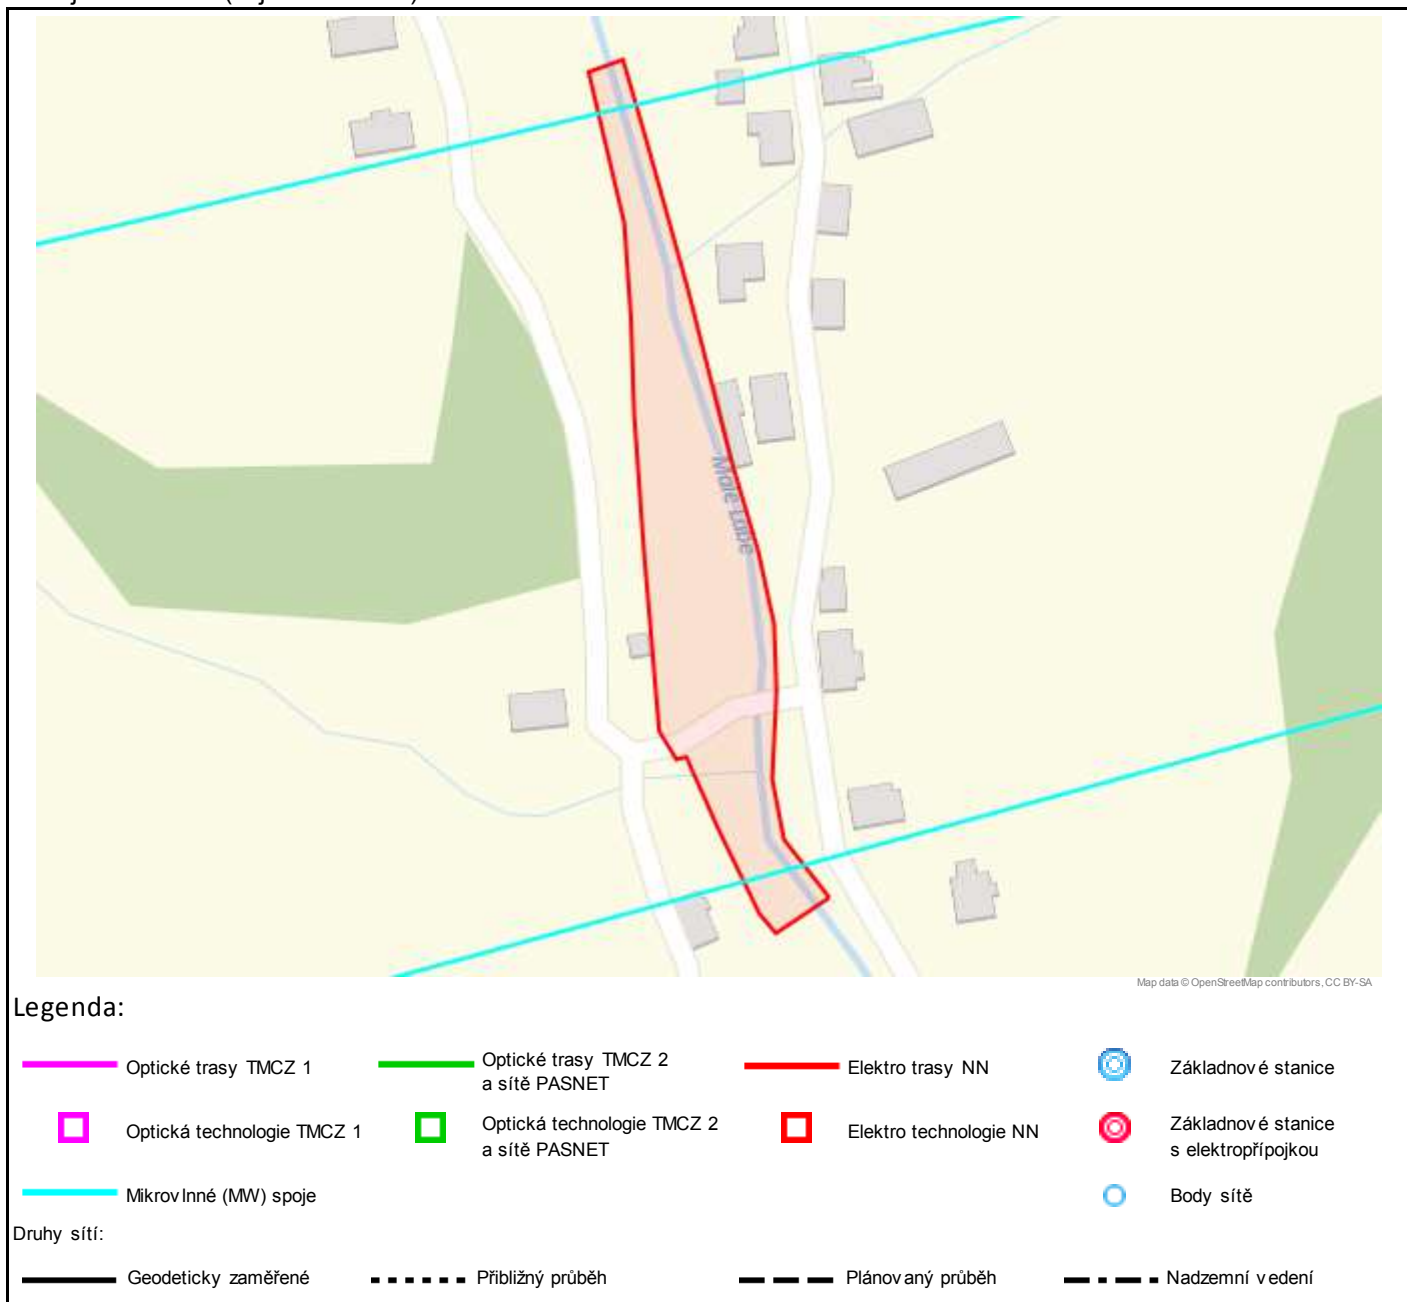 Malé Labe
Map data © OpenStreetMap contributors, CC BY-SA
Legenda:
Optické trasy TMCZ 1
Optické trasy TMCZ 2
a sítě PASNET
Elektro trasy NN
Základnové stanice
Optická technologie TMCZ 1
Optická technologie TMCZ 2
a sítě PASNET
Elektro technologie NN
Základnové stanice
s elektropřípojkou
Mikrovlnné (MW) spoje
Body sítě
Druhy sítí:
Geodeticky zaměřené
Přibližný průběh
Plánovaný průběh
Nadzemní vedení